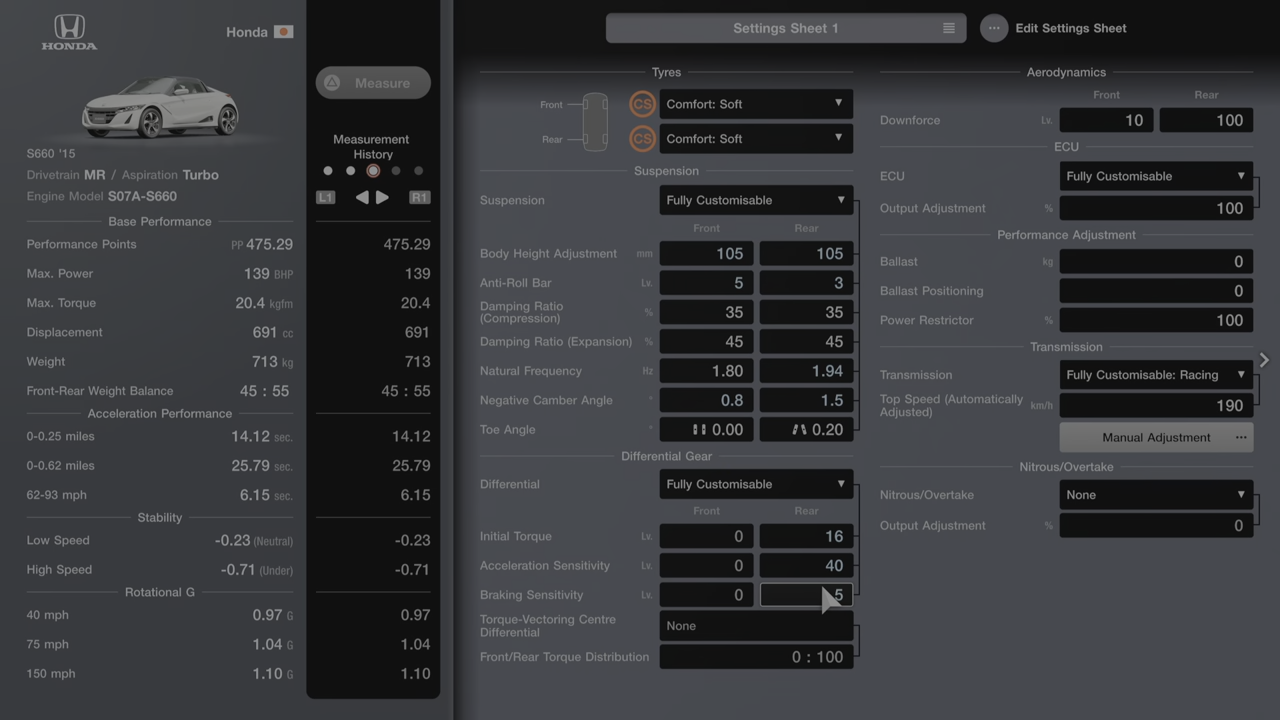 HONDA
Honda
S660 '15
Drivetrain MR / Aspiration Turbo
Engine Model S07A-S660
Base Performance
Performance Points PP 475.29
Max. Power 139 BHP
Max. Torque 20.4 kgfm
Displacement 691 cc
Weight 713 kg
Front-Rear Weight Balance 45 : 55
Acceleration Performance
0-0.25 miles 14.12 sec.
0-0.62 miles 25.79 sec.
62-93 mph 6.15 sec.
Stability
Low Speed -0.23 (Neutral)
High Speed -0.71 (Under)
Rotational G
40 mph 0.97 G
75 mph 1.04 G
150 mph 1.10 G
Measure
Measurement
History
L1 R1
475.29
139
20.4
691
713
45 : 55
14.12
25.79
6.15
-0.23
-0.71
0.97
1.04
1.10
Settings Sheet 1
Edit Settings Sheet
Tyres
Front CS Comfort: Soft
Rear CS Comfort: Soft
Suspension
Suspension Fully Customisable
Front Rear
Body Height Adjustment mm 105 105
Anti-Roll Bar Lv. 5 3
Damping Ratio
(Compression) % 35 35
Damping Ratio (Expansion) % 45 45
Natural Frequency Hz 1.80 1.94
Negative Camber Angle ° 0.8 1.5
Toe Angle ° 0.00 0.20
Differential Gear
Differential Fully Customisable
Front Rear
Initial Torque Lv. 0 16
Acceleration Sensitivity Lv. 0 40
Braking Sensitivity Lv. 0 5
Torque-Vectoring Centre
Differential None
Front/Rear Torque Distribution 0 : 100
Aerodynamics
Front Rear
Downforce Lv. 10 100
ECU
ECU Fully Customisable
Output Adjustment % 100
Performance Adjustment
Ballast kg 0
Ballast Positioning 0
Power Restrictor % 100
Transmission
Transmission Fully Customisable: Racing
Top Speed (Automatically
Adjusted) km/h 190
Manual Adjustment
Nitrous/Overtake
Nitrous/Overtake None
Output Adjustment % 0